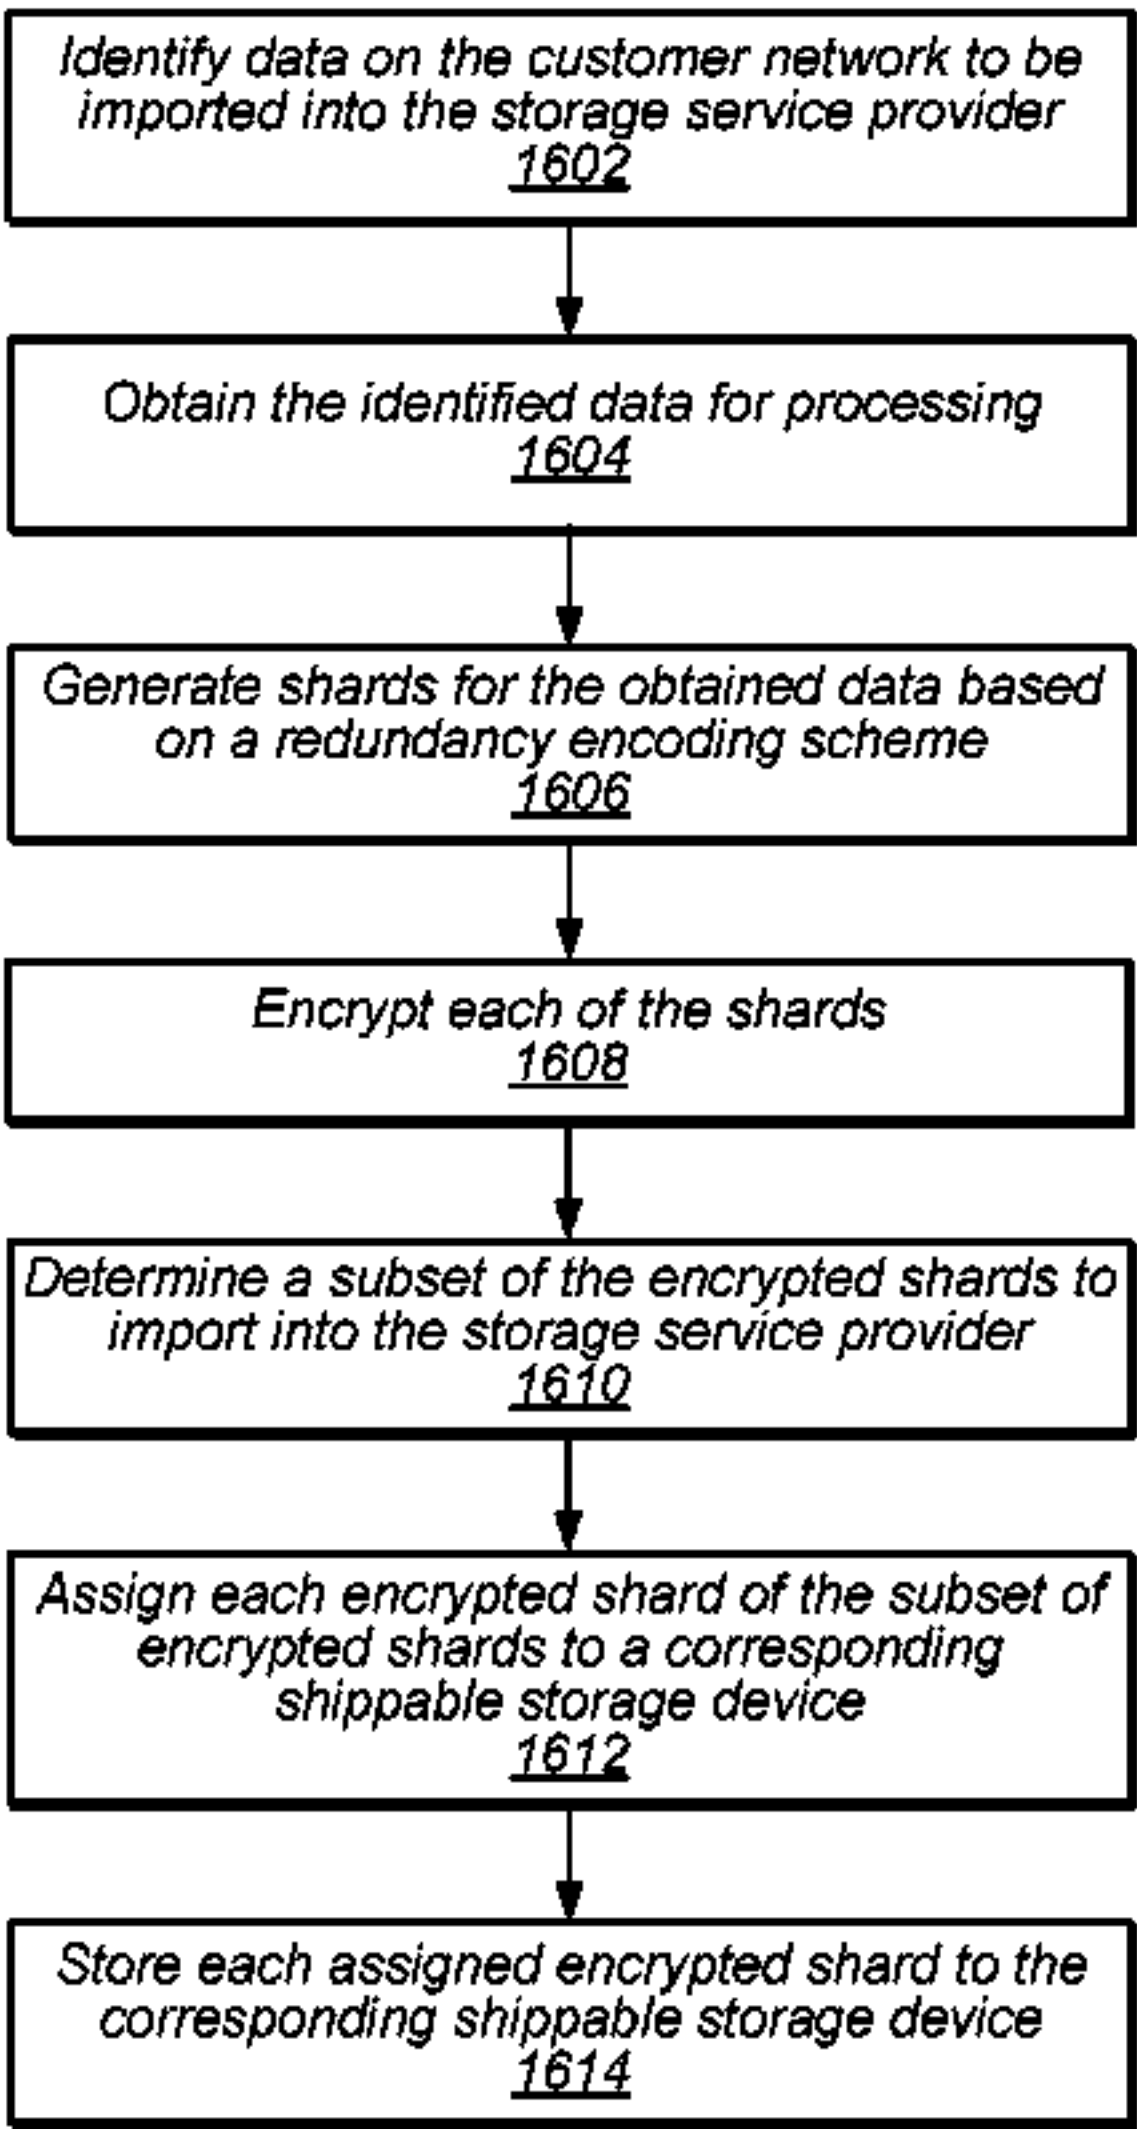 Identify data on the customer network to be
imported into the storage service provider
1602
Obtain the identified data for processing
1604
Generate shards for the obtained data based
on a redundancy encoding scheme
1606
Encrypt each of the shards
1608
Determine a subset of the encrypted shards to
import into the storage service provider
1610
Assign each encrypted shard of the subset of
encrypted shards to a corresponding
shippable storage device
1612
Store each assigned encrypted shard to the
corresponding shippable storage device
1614